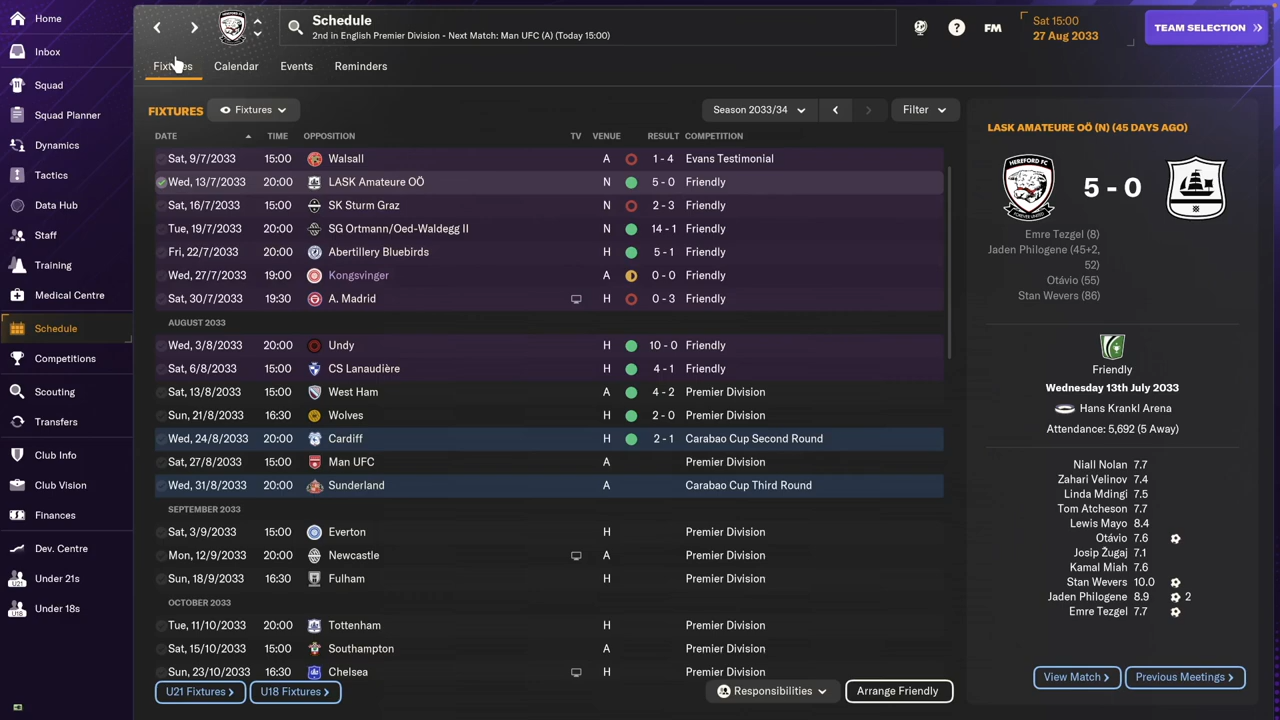 Home
Inbox
Squad
Squad Planner
Dynamics
Tactics
Data Hub
Staff
Training
Medical Centre
Schedule
Competitions
Scouting
Transfers
Club Info
Club Vision
Finances
Dev. Centre
U21 Under 21s
U18 Under 18s
Schedule
2nd in English Premier Division - Next Match: Man UFC (A) (Today 15:00)
? FM
Sat 15:00
27 Aug 2033
TEAM SELECTION
Fixtures Calendar Events Reminders
FIXTURES Fixtures Season 2033/34 Filter
DATE TIME OPPOSITION TV VENUE RESULT COMPETITION
Sat, 9/7/2033 15:00 Walsall A 1 - 4 Evans Testimonial
Wed, 13/7/2033 20:00 LASK Amateure OÖ N 5 - 0 Friendly
Sat, 16/7/2033 15:00 SK Sturm Graz N 2 - 3 Friendly
Tue, 19/7/2033 20:00 SG Ortmann/Oed-Waldegg II N 14 - 1 Friendly
Fri, 22/7/2033 20:00 Abertillery Bluebirds H 5 - 1 Friendly
Wed, 27/7/2033 19:00 Kongsvinger A 0 - 0 Friendly
Sat, 30/7/2033 19:30 A. Madrid H 0 - 3 Friendly
AUGUST 2033
Wed, 3/8/2033 20:00 Undy H 10 - 0 Friendly
Sat, 6/8/2033 15:00 CS Lanaudière H 4 - 1 Friendly
Sat, 13/8/2033 15:00 West Ham A 4 - 2 Premier Division
Sun, 21/8/2033 16:30 Wolves H 2 - 0 Premier Division
Wed, 24/8/2033 20:00 Cardiff H 2 - 1 Carabao Cup Second Round
Sat, 27/8/2033 15:00 Man UFC A Premier Division
Wed, 31/8/2033 20:00 Sunderland A Carabao Cup Third Round
SEPTEMBER 2033
Sat, 3/9/2033 15:00 Everton H Premier Division
Mon, 12/9/2033 20:00 Newcastle A Premier Division
Sun, 18/9/2033 16:30 Fulham H Premier Division
OCTOBER 2033
Tue, 11/10/2033 20:00 Tottenham H Premier Division
Sat, 15/10/2033 15:00 Southampton A Premier Division
Sun, 23/10/2033 16:30 Chelsea H Premier Division
U21 Fixtures U18 Fixtures Responsibilities Arrange Friendly
LASK AMATEURE OÖ (N) (45 DAYS AGO)
HEREFORD FC
FOREVER UNITED
5 - 0
Emre Tezgel (8)
Jaden Philogene (45+2,
52)
Otávio (55)
Stan Wevers (86)
Friendly
Wednesday 13th July 2033
Hans Krankl Arena
Attendance: 5,692 (5 Away)
Niall Nolan 7.7
Zahari Velinov 7.4
Linda Mdingi 7.5
Tom Atcheson 7.7
Lewis Mayo 8.4
Otávio 7.6
Josip Žugaj 7.1
Kamal Miah 7.6
Stan Wevers 10.0
Jaden Philogene 8.9 2
Emre Tezgel 7.7
View Match Previous Meetings